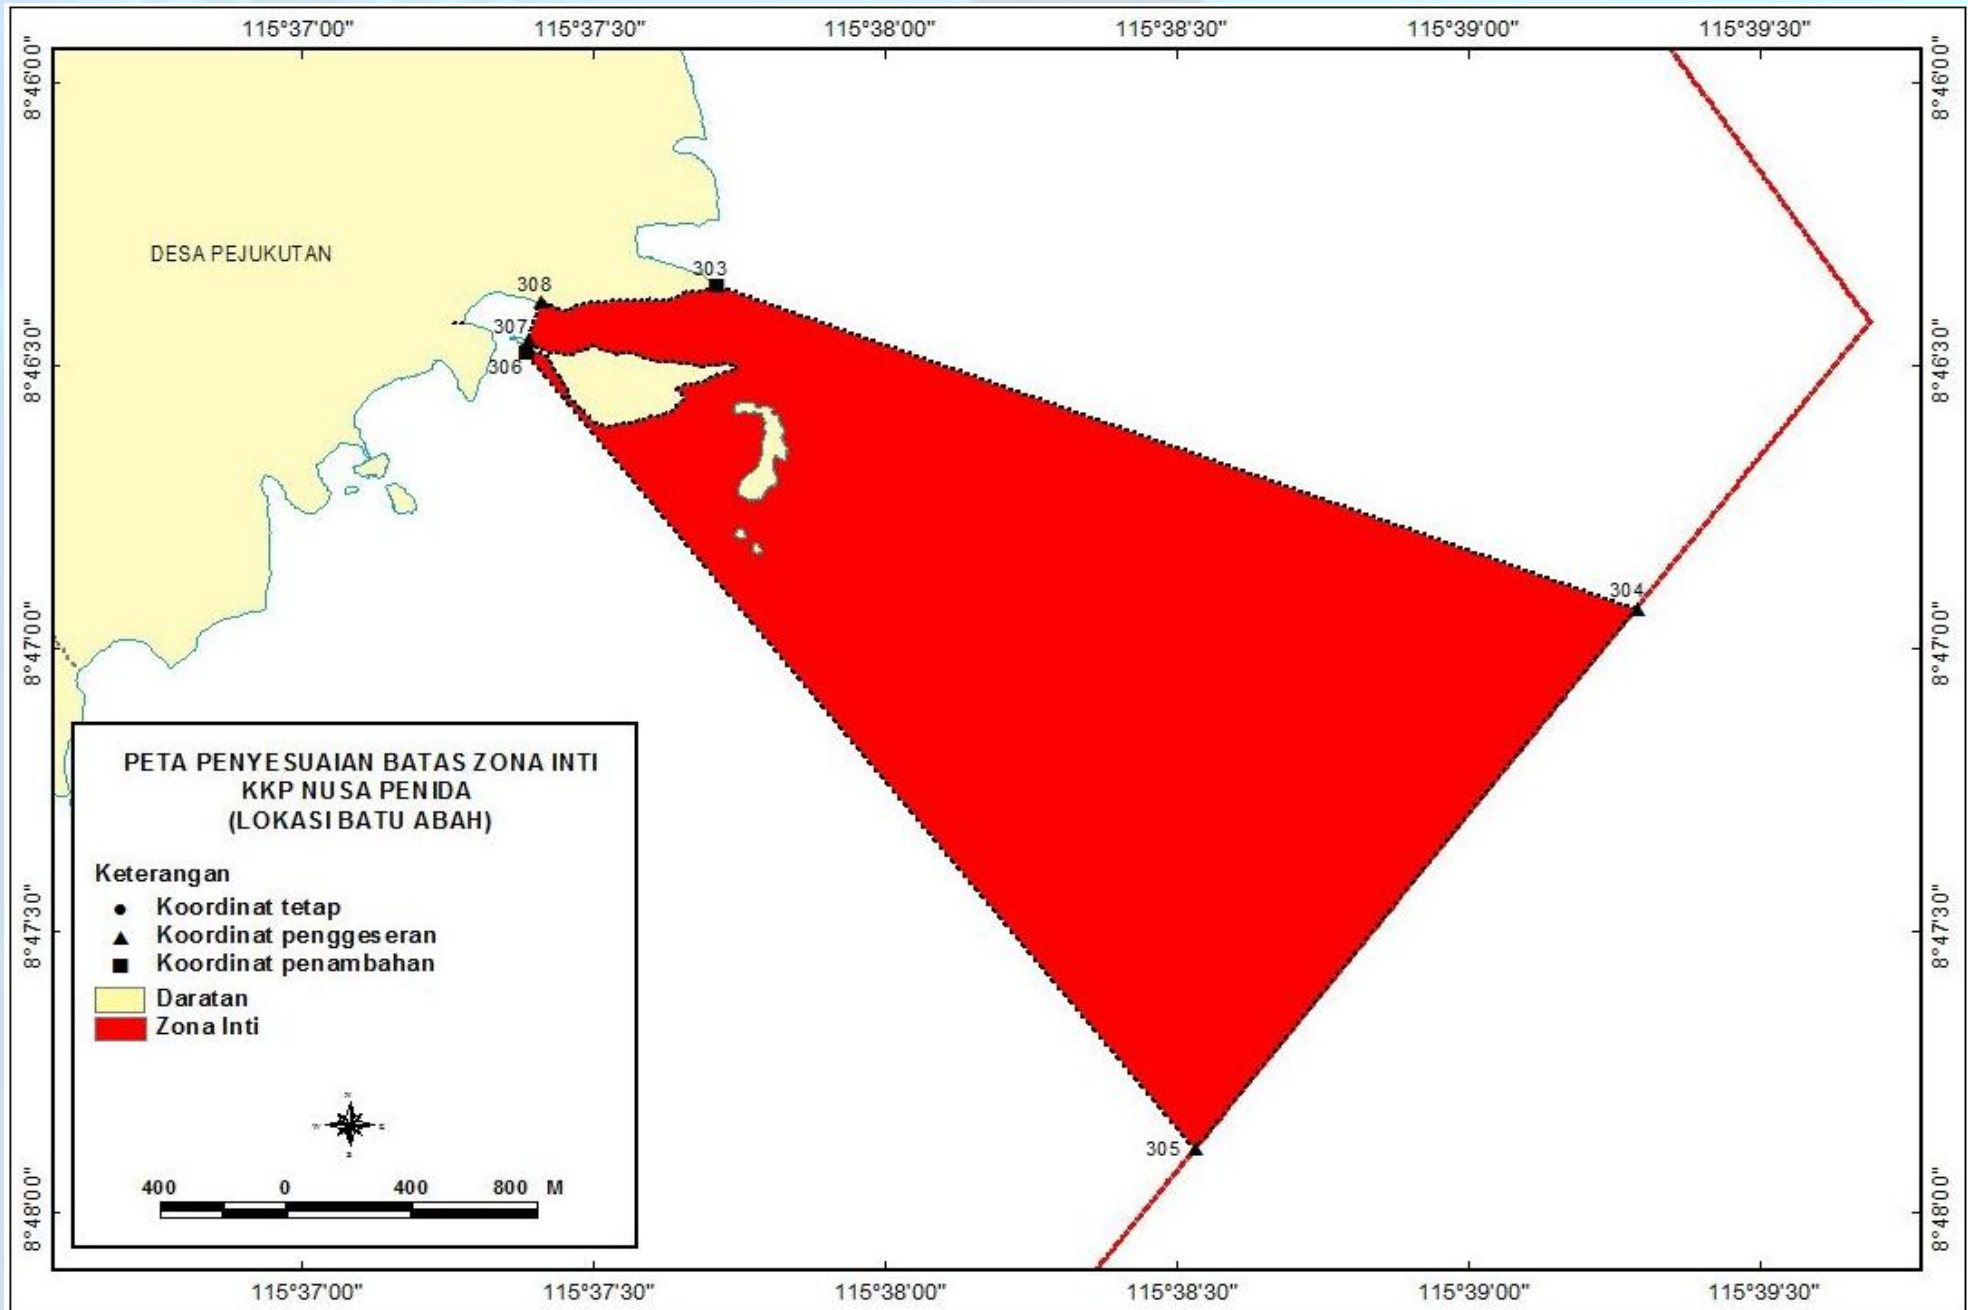 115°37'00" 115°37'30" 115°38'00" 115°38'30" 115°39'00" 115°39'30"
8°46'00" 8°46'00"
DESA PEJUKUTAN
303
308
307
306
8°46'30" 8°46'30"
304
8°47'00" 8°47'00"
PETA PENYESUAIAN BATAS ZONA INTI
KKP NUSA PENIDA
(LOKASI BATU ABAH)
Keterangan
Koordinat tetap
Koordinat penggeseran
Koordinat penambahan
Daratan
Zona Inti
8°47'30" 8°47'30"
305
400 0 400 800 M
8°48'00" 8°48'00"
115°37'00" 115°37'30" 115°38'00" 115°38'30" 115°39'00" 115°39'30"